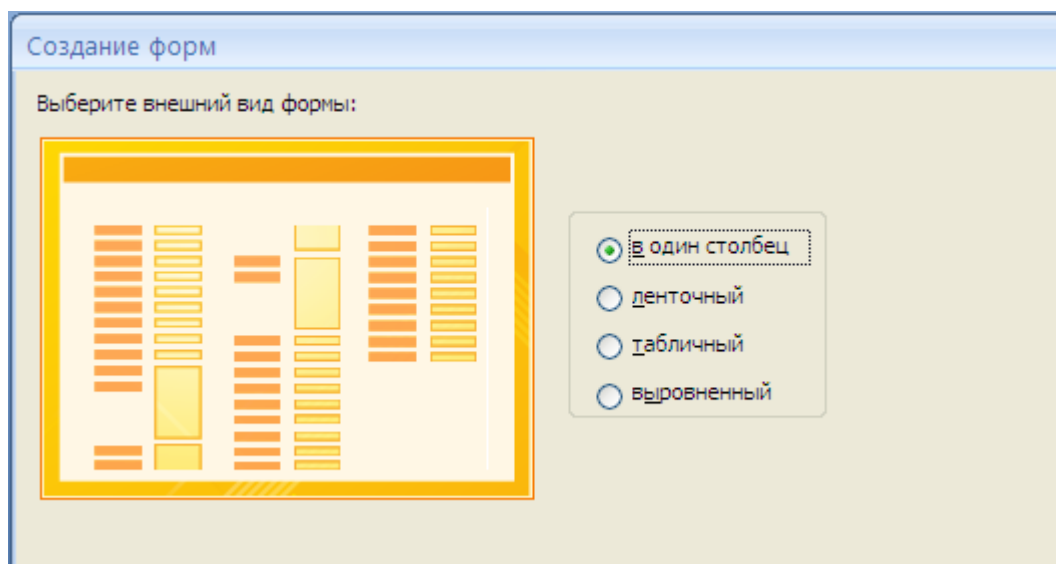 Создание форм
Выберите внешний вид формы:
в один столбец
ленточный
табличный
выровненный